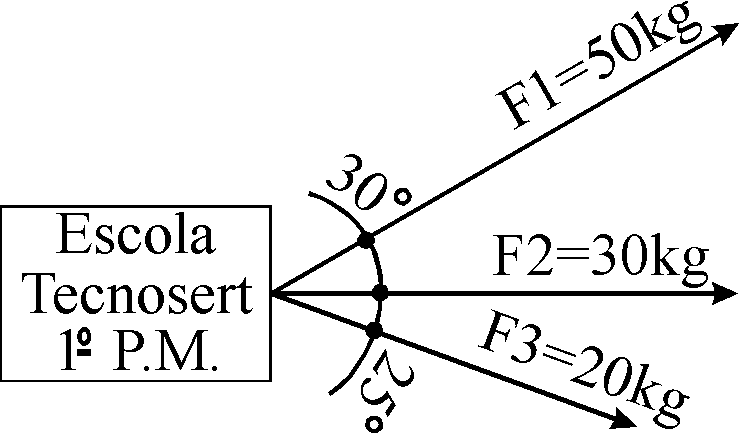 F1=50kg
30°
Escola
Tecnosert
1º P.M.
F2=30kg
F3=20kg
25°